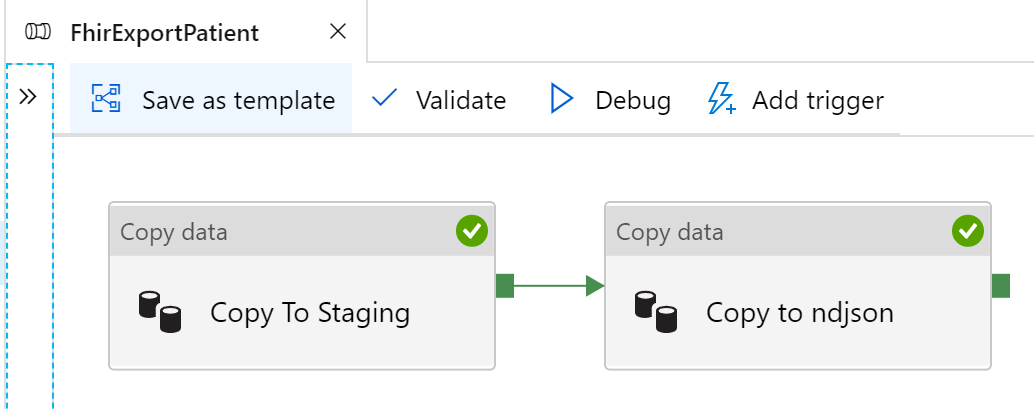 FhirExportPatient
Save as template
Validate
Debug
Add trigger
Copy data
Copy To Staging
Copy data
Copy to ndjson